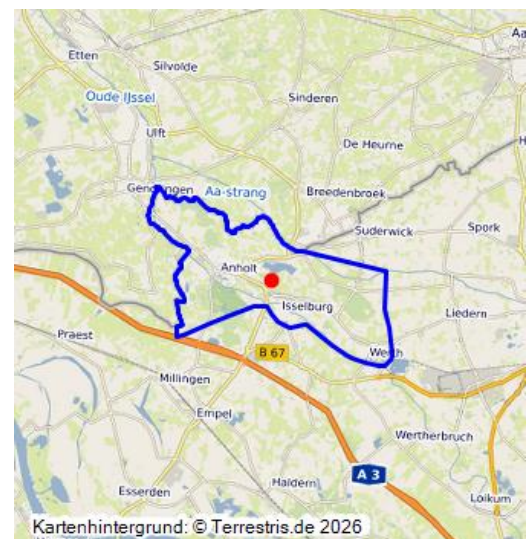 Etten
Silvolde
Aa
Oude IJssel
Sinderen
Ulft
De Heurne
H
Gendringen
Aa-strang
Breedenbroek
Suderwick
Spork
Anholt
Isselburg
Liedern
Praest
B 67
Werth
Millingen
Empel
Wertherbruch
A 3
Haldern
Esserden
Loikum
Kartenhintergrund: © Terrestris.de 2026